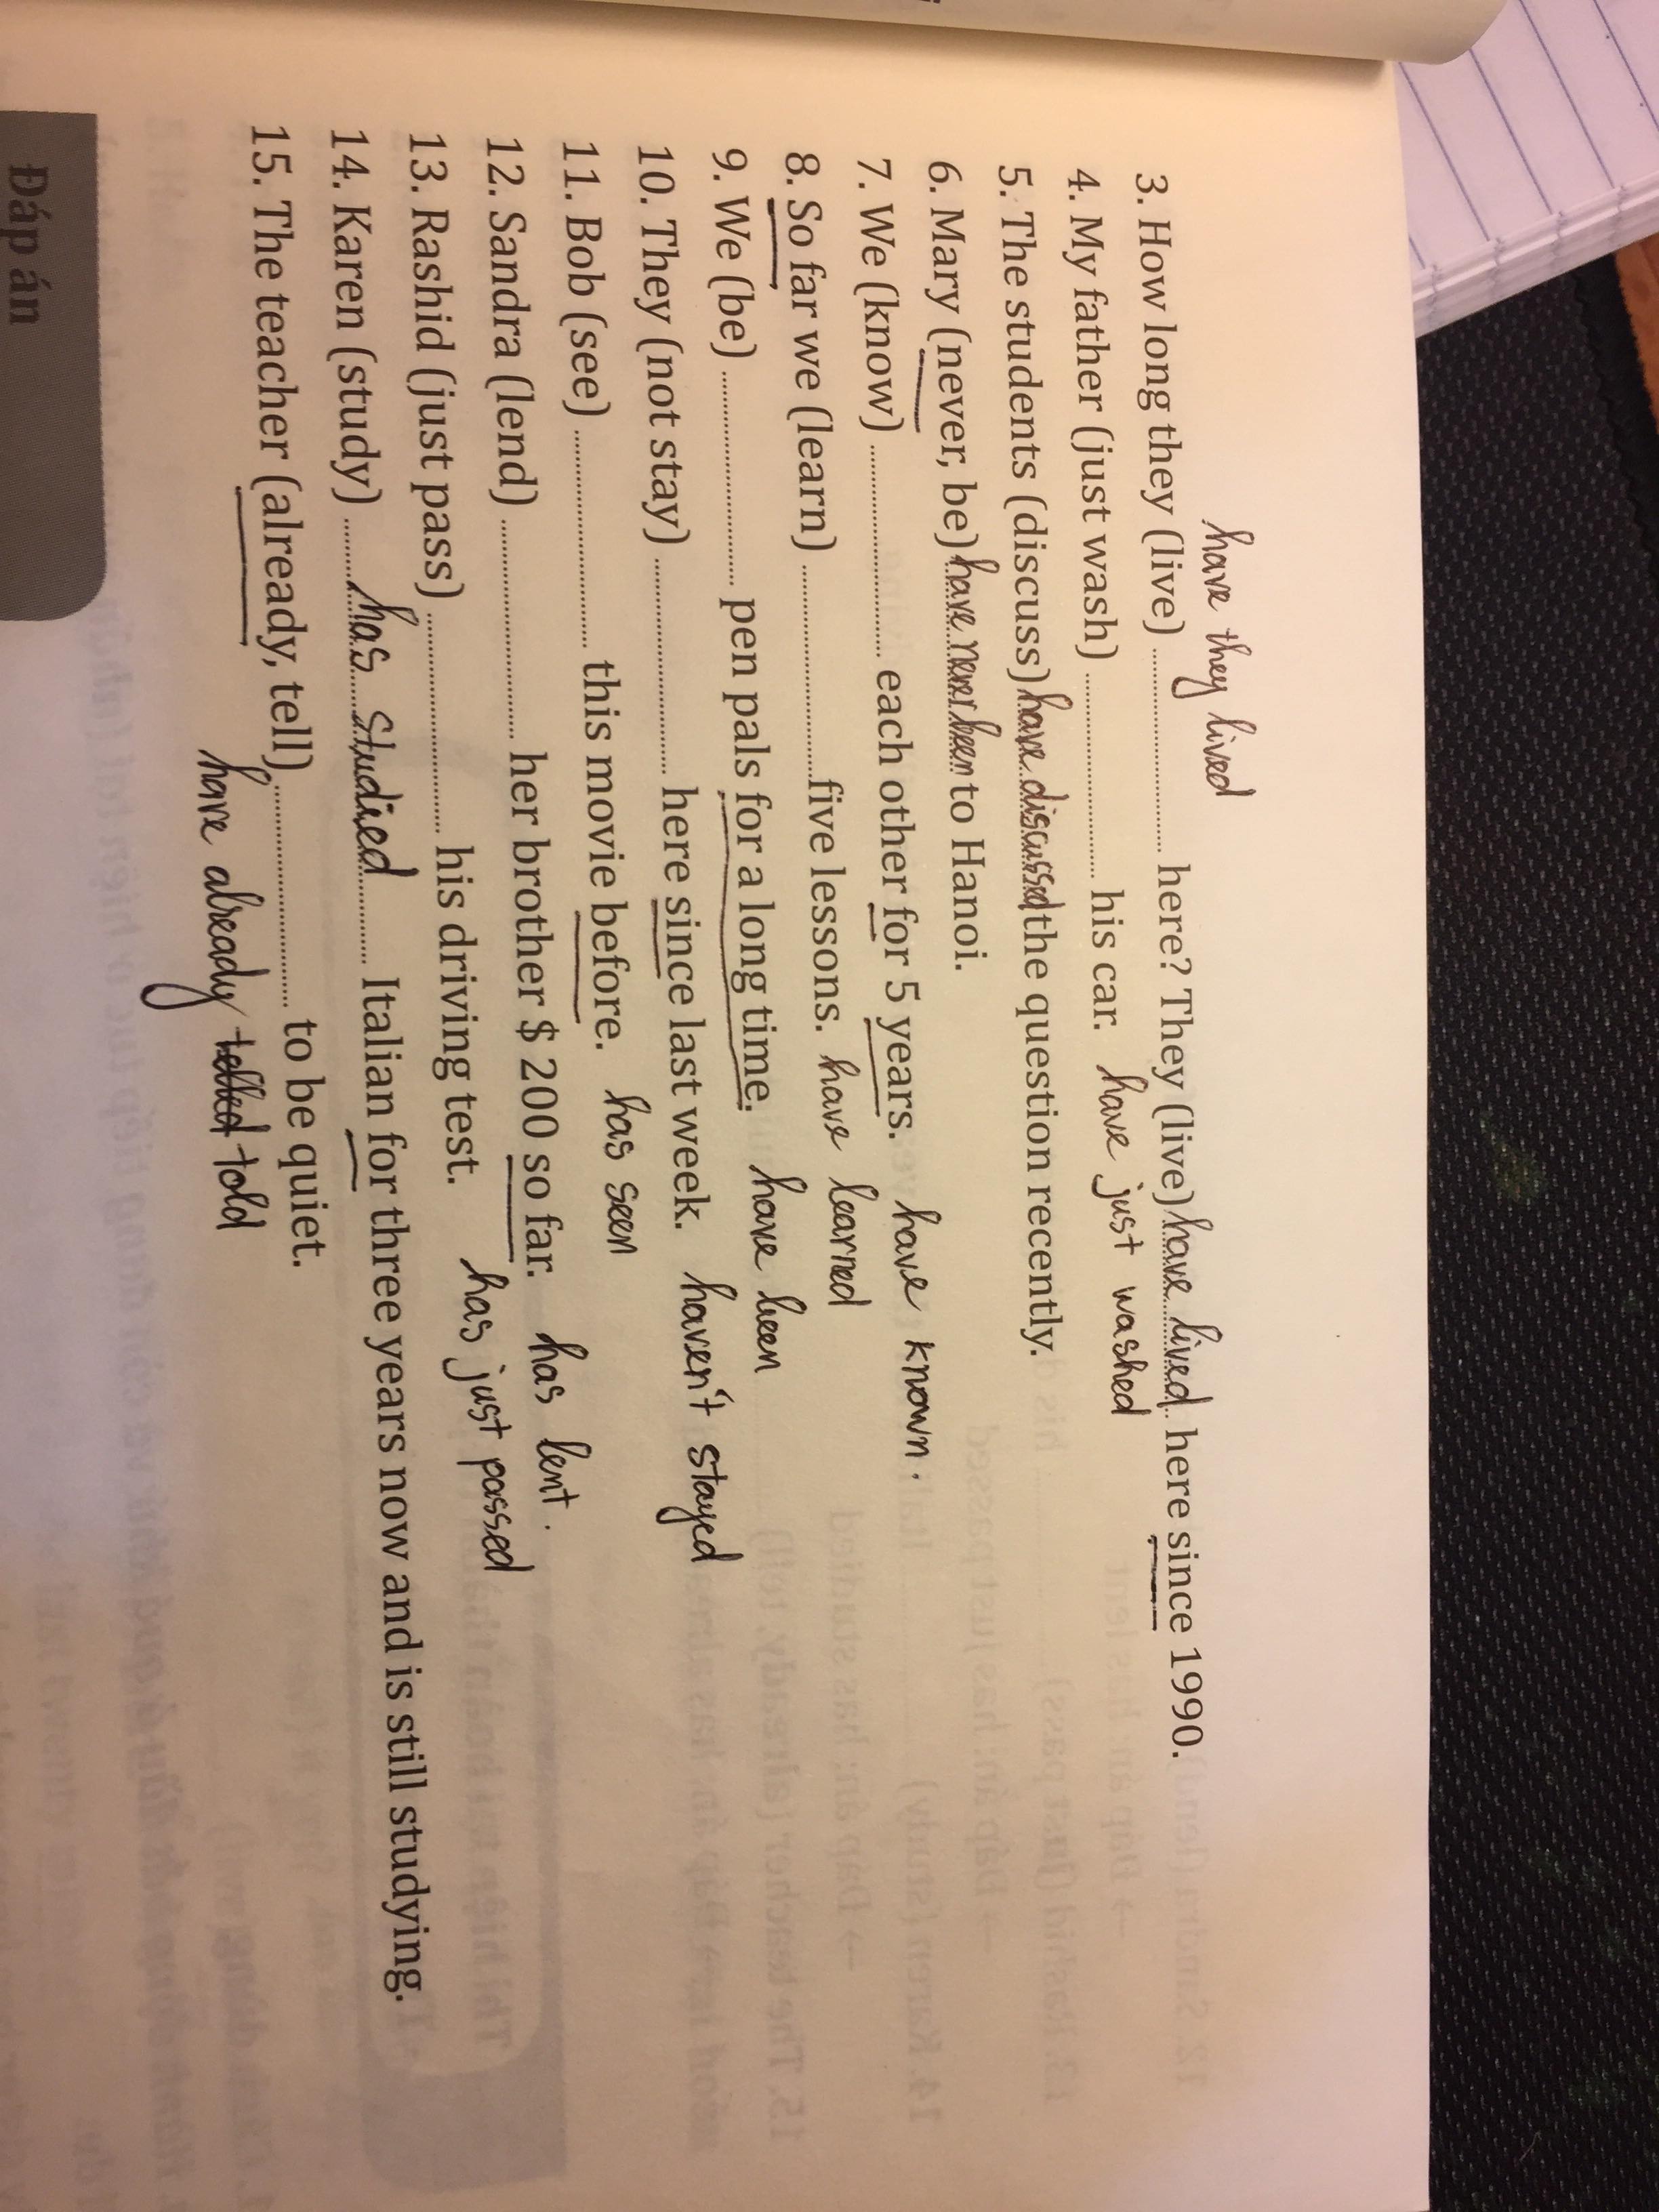 have they lived
3. How long they (live) .................... here? They (live) have lived here since 1990.
4. My father (just wash) .................... his car. have just washed
5. The students (discuss) have discussed the question recently.
6. Mary (never, be) have never been to Hanoi.
7. We (know) .................... each other for 5 years. have known.
8. So far we (learn) .................... five lessons. have learned
9. We (be) .................... pen pals for a long time. have been
10. They (not stay) .................... here since last week. haven't stayed
11. Bob (see) .................... this movie before. has seen
12. Sandra (lend) .................... her brother $ 200 so far. has lent.
13. Rashid (just pass) .................... his driving test. has just passed
14. Karen (study) ...... has studied ...... Italian for three years now and is still studying.
15. The teacher (already, tell) .................... to be quiet.
have already telled told
Đáp án